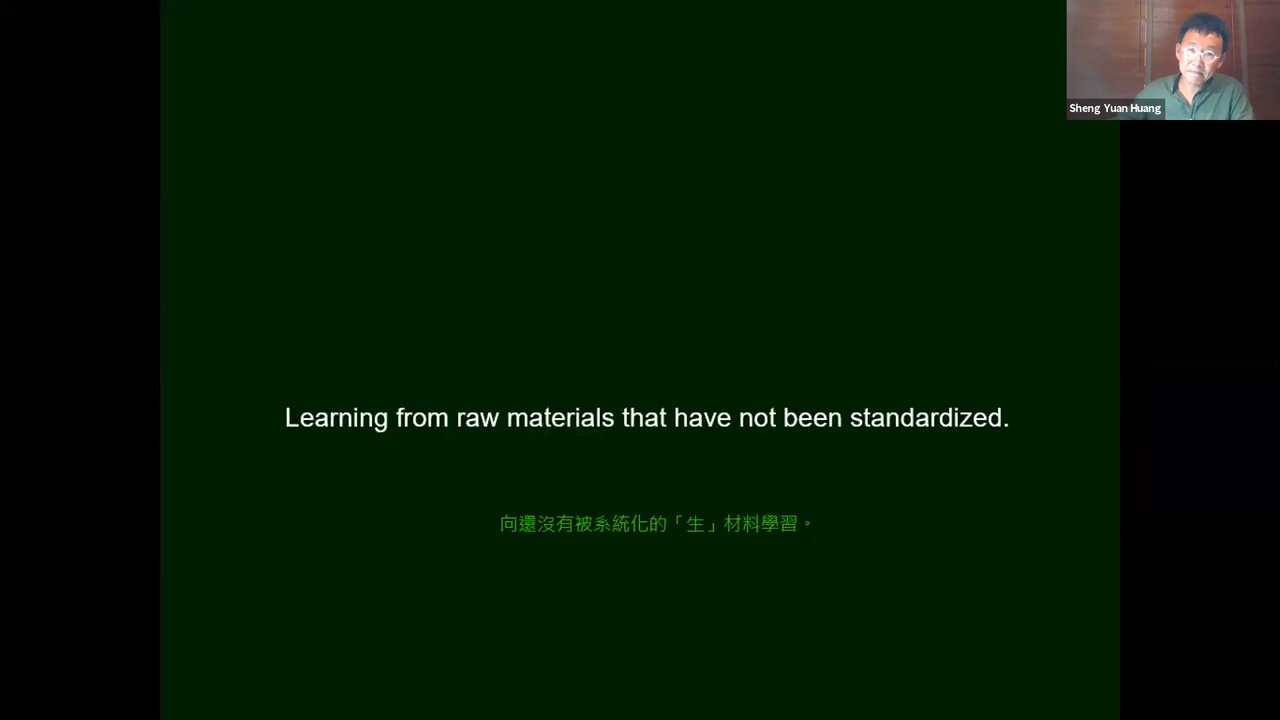 Sheng Yuan Huang
Learning from raw materials that have not been standardized.
向還沒有被系統化的「生」材料學習。